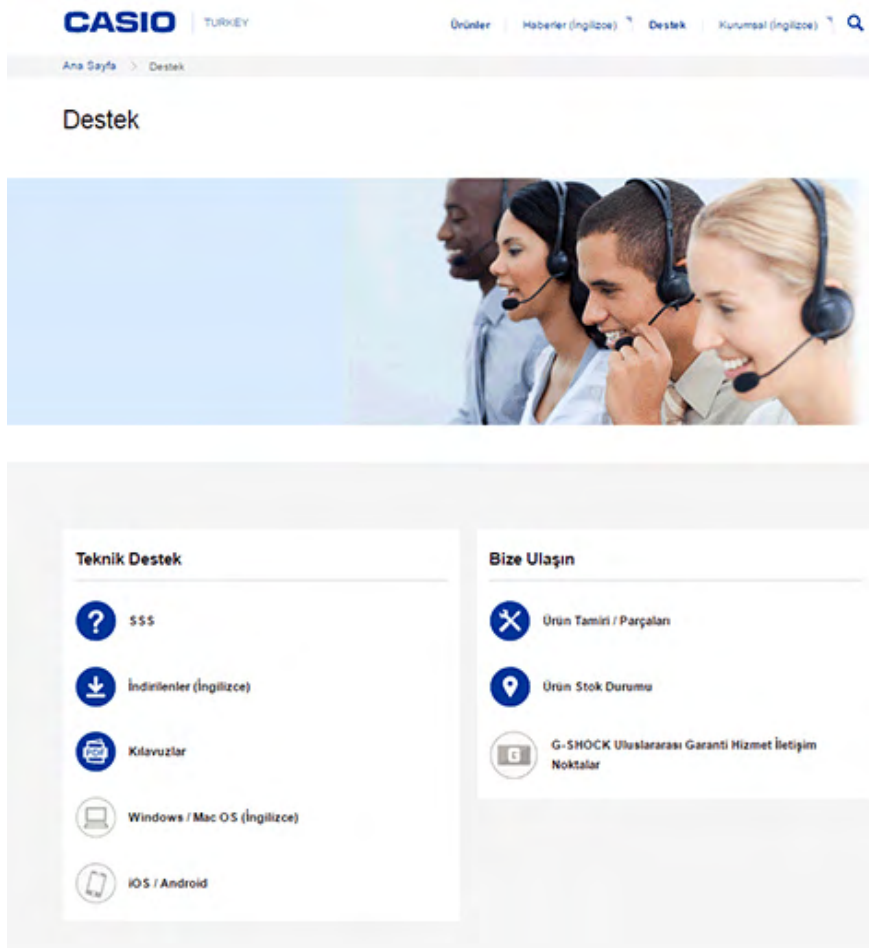 CASIO TURKEY
Ürünler Haberler (İngilizce) Destek Kurumsal (İngilizce)
Ana Sayfa > Destek
Destek
Teknik Destek
SSS
İndirilenler (İngilizce)
PDF
Kılavuzlar
Windows / Mac OS (İngilizce)
iOS / Android
Bize Ulaşın
Ürün Tamiri / Parçaları
Ürün Stok Durumu
G-SHOCK Uluslararası Garanti Hizmet İletişim
Noktalar